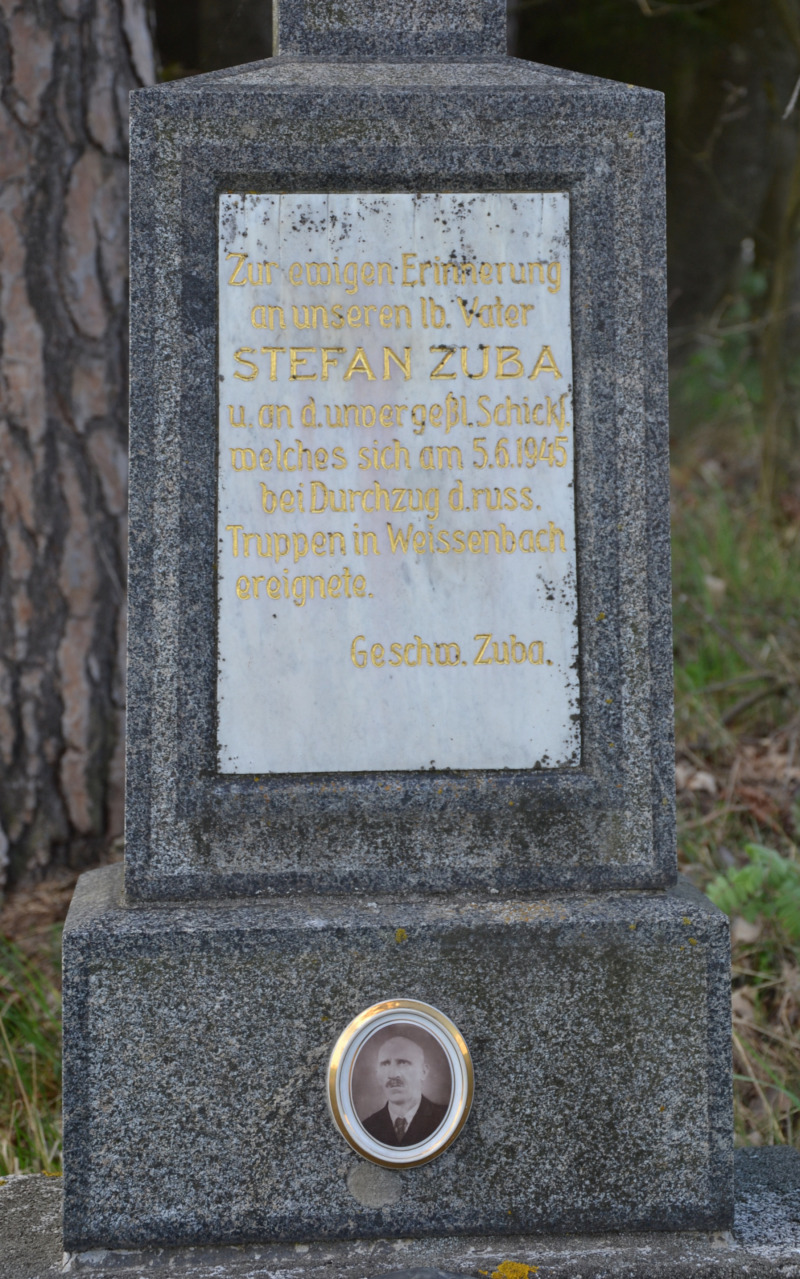 Zur ewigen Erinnerung
an unseren lb. Vater
STEFAN ZUBA
u. an d. unvergeßl. Schicks.
welches sich am 5.6.1945
bei Durchzug d. russ.
Truppen in Weissenbach
ereignete.
Geschw. Zuba.